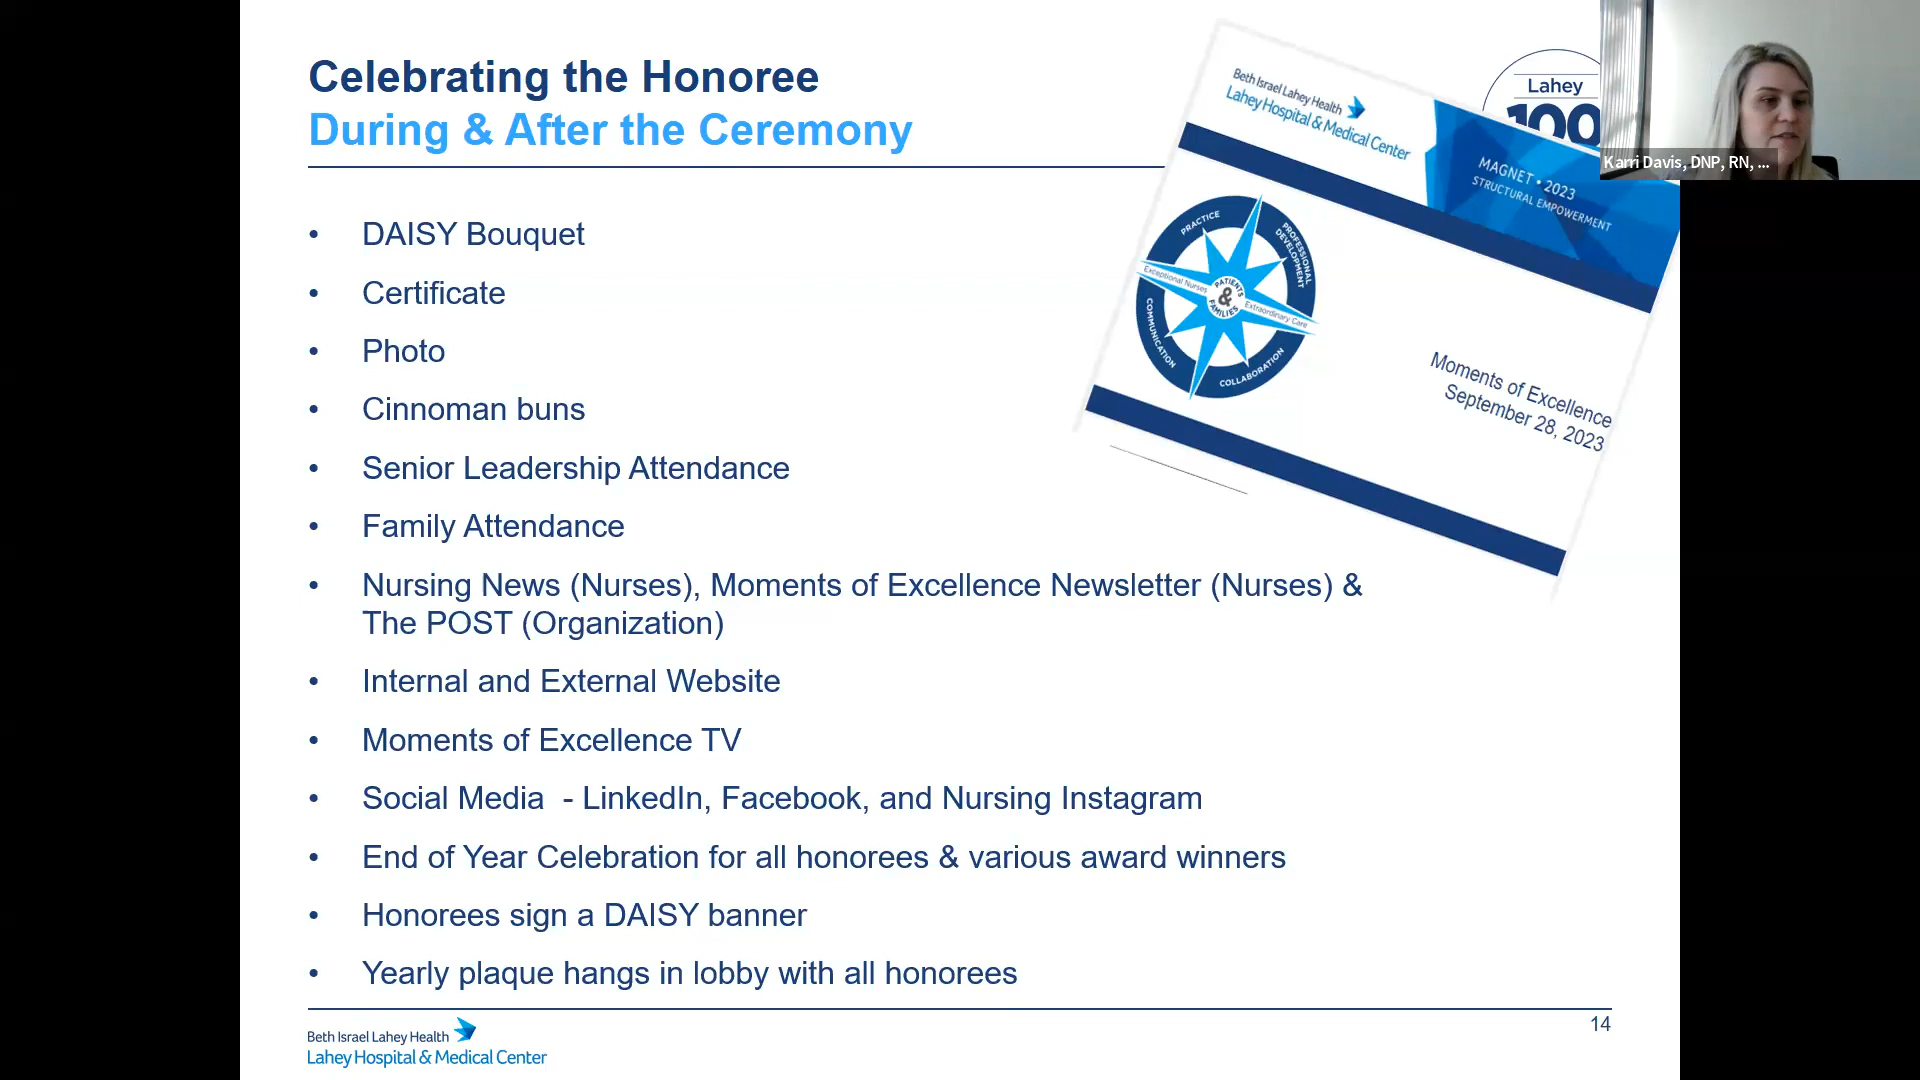 Celebrating the Honoree
During & After the Ceremony
• DAISY Bouquet
• Certificate
• Photo
• Cinnoman buns
• Senior Leadership Attendance
• Family Attendance
• Nursing News (Nurses), Moments of Excellence Newsletter (Nurses) &
The POST (Organization)
• Internal and External Website
• Moments of Excellence TV
• Social Media - LinkedIn, Facebook, and Nursing Instagram
• End of Year Celebration for all honorees & various award winners
• Honorees sign a DAISY banner
• Yearly plaque hangs in lobby with all honorees
Beth Israel Lahey Health
Lahey Hospital & Medical Center
MAGNET • 2023
STRUCTURAL EMPOWERMENT
PRACTICE
PROFESSIONAL
DEVELOPMENT
Exceptional Nurses
PATIENTS
&
FAMILIES
Extraordinary Care
COMMUNICATION
COLLABORATION
Moments of Excellence
September 28, 2023
Lahey
100
Karri Davis, DNP, RN, ...
Beth Israel Lahey Health
Lahey Hospital & Medical Center
14